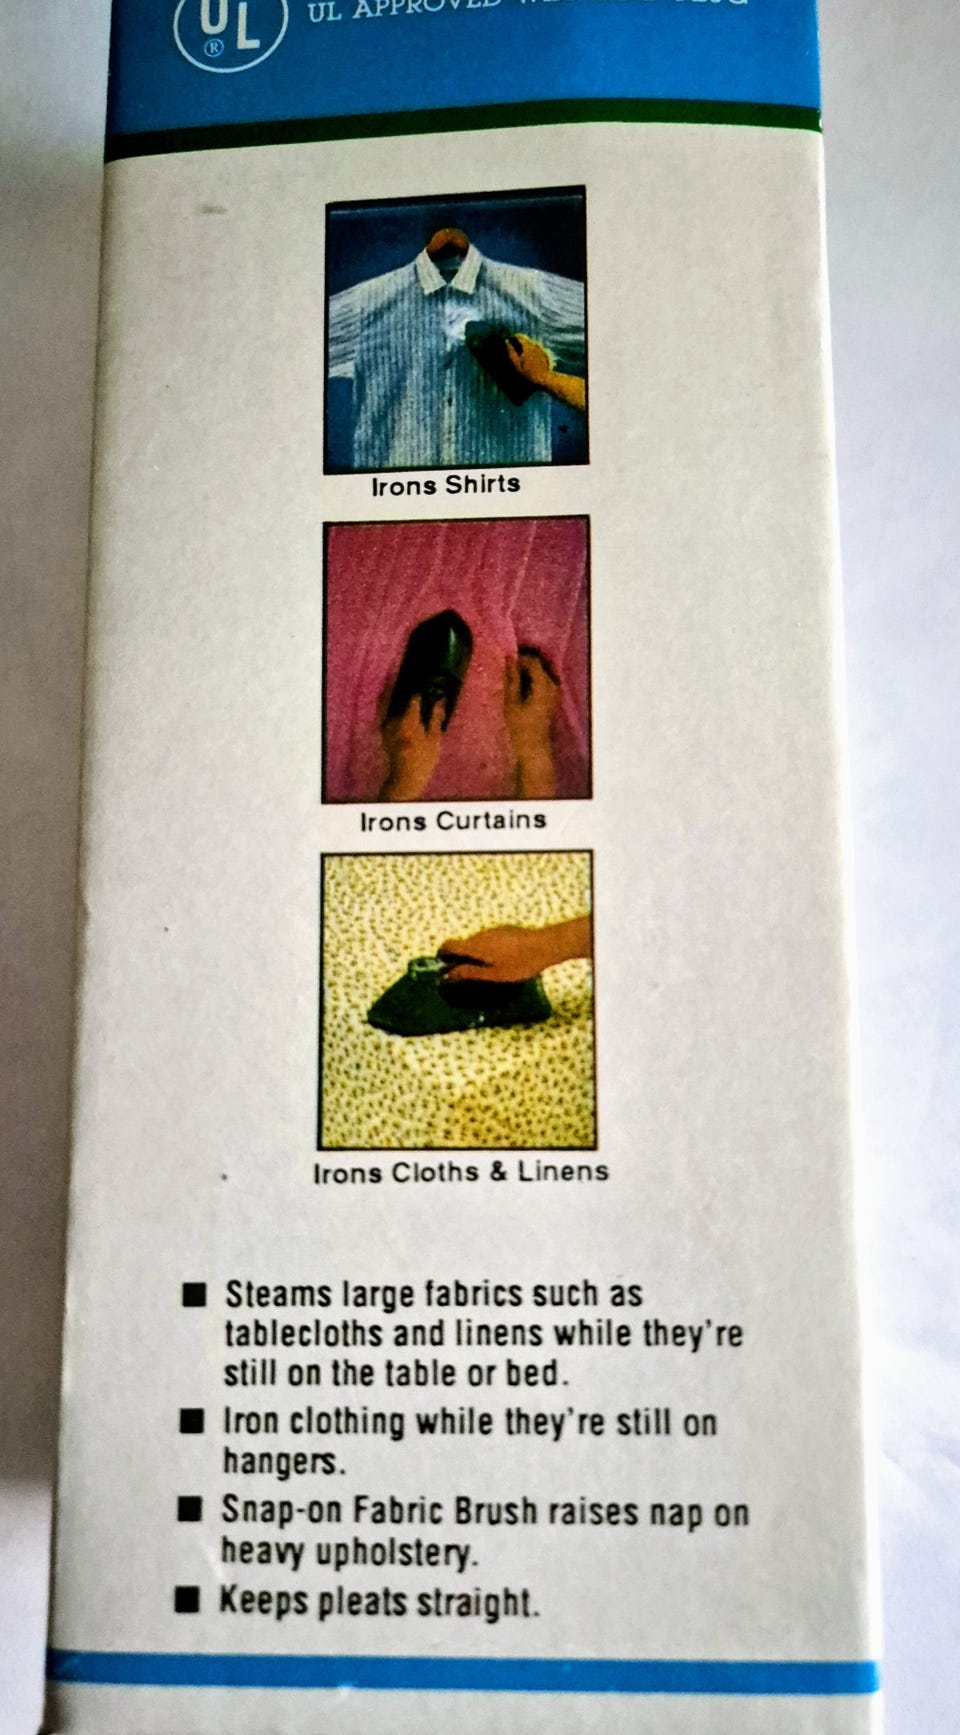 UL
®
UL APPROVED
Irons Shirts
Irons Curtains
Irons Cloths & Linens
■ Steams large fabrics such as
tablecloths and linens while they're
still on the table or bed.
■ Iron clothing while they're still on
hangers.
■ Snap-on Fabric Brush raises nap on
heavy upholstery.
■ Keeps pleats straight.